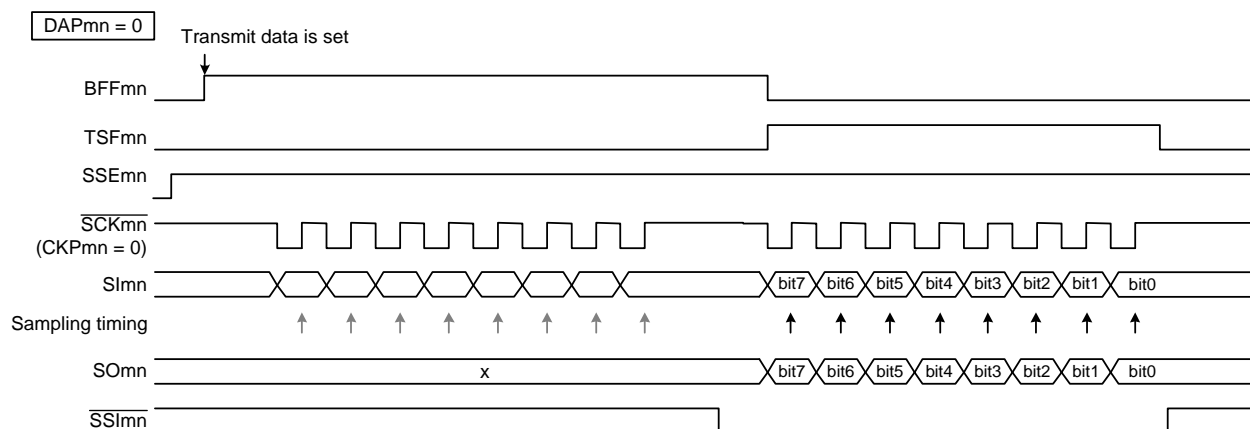 DAPmn = 0
Transmit data is set
BFFmn
TSFmn
SSEmn
SCKmn
(CKPmn = 0)
SImn
bit7 bit6 bit5 bit4 bit3 bit2 bit1 bit0
Sampling timing
SOmn
x
bit7 bit6 bit5 bit4 bit3 bit2 bit1 bit0
SSImn